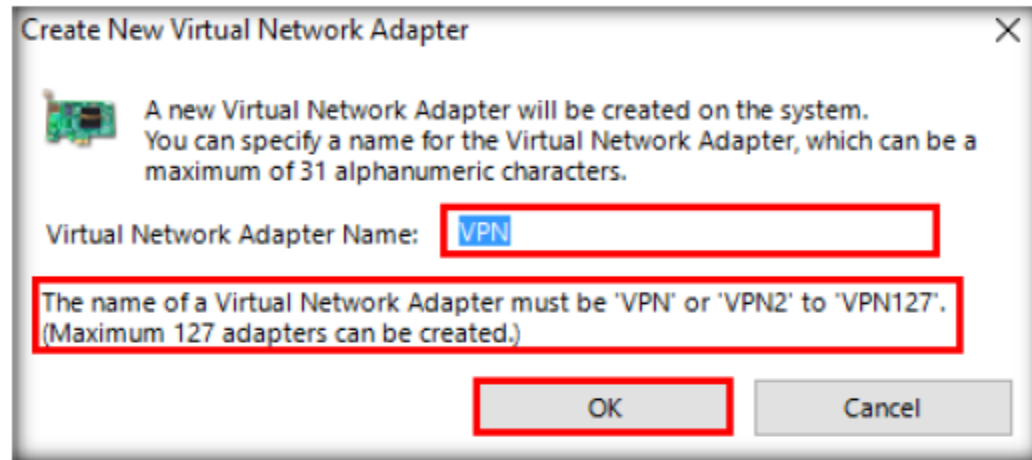 Create New Virtual Network Adapter
A new Virtual Network Adapter will be created on the system.
You can specify a name for the Virtual Network Adapter, which can be a
maximum of 31 alphanumeric characters.
Virtual Network Adapter Name: VPN
The name of a Virtual Network Adapter must be 'VPN' or 'VPN2' to 'VPN127'.
(Maximum 127 adapters can be created.)
OK Cancel